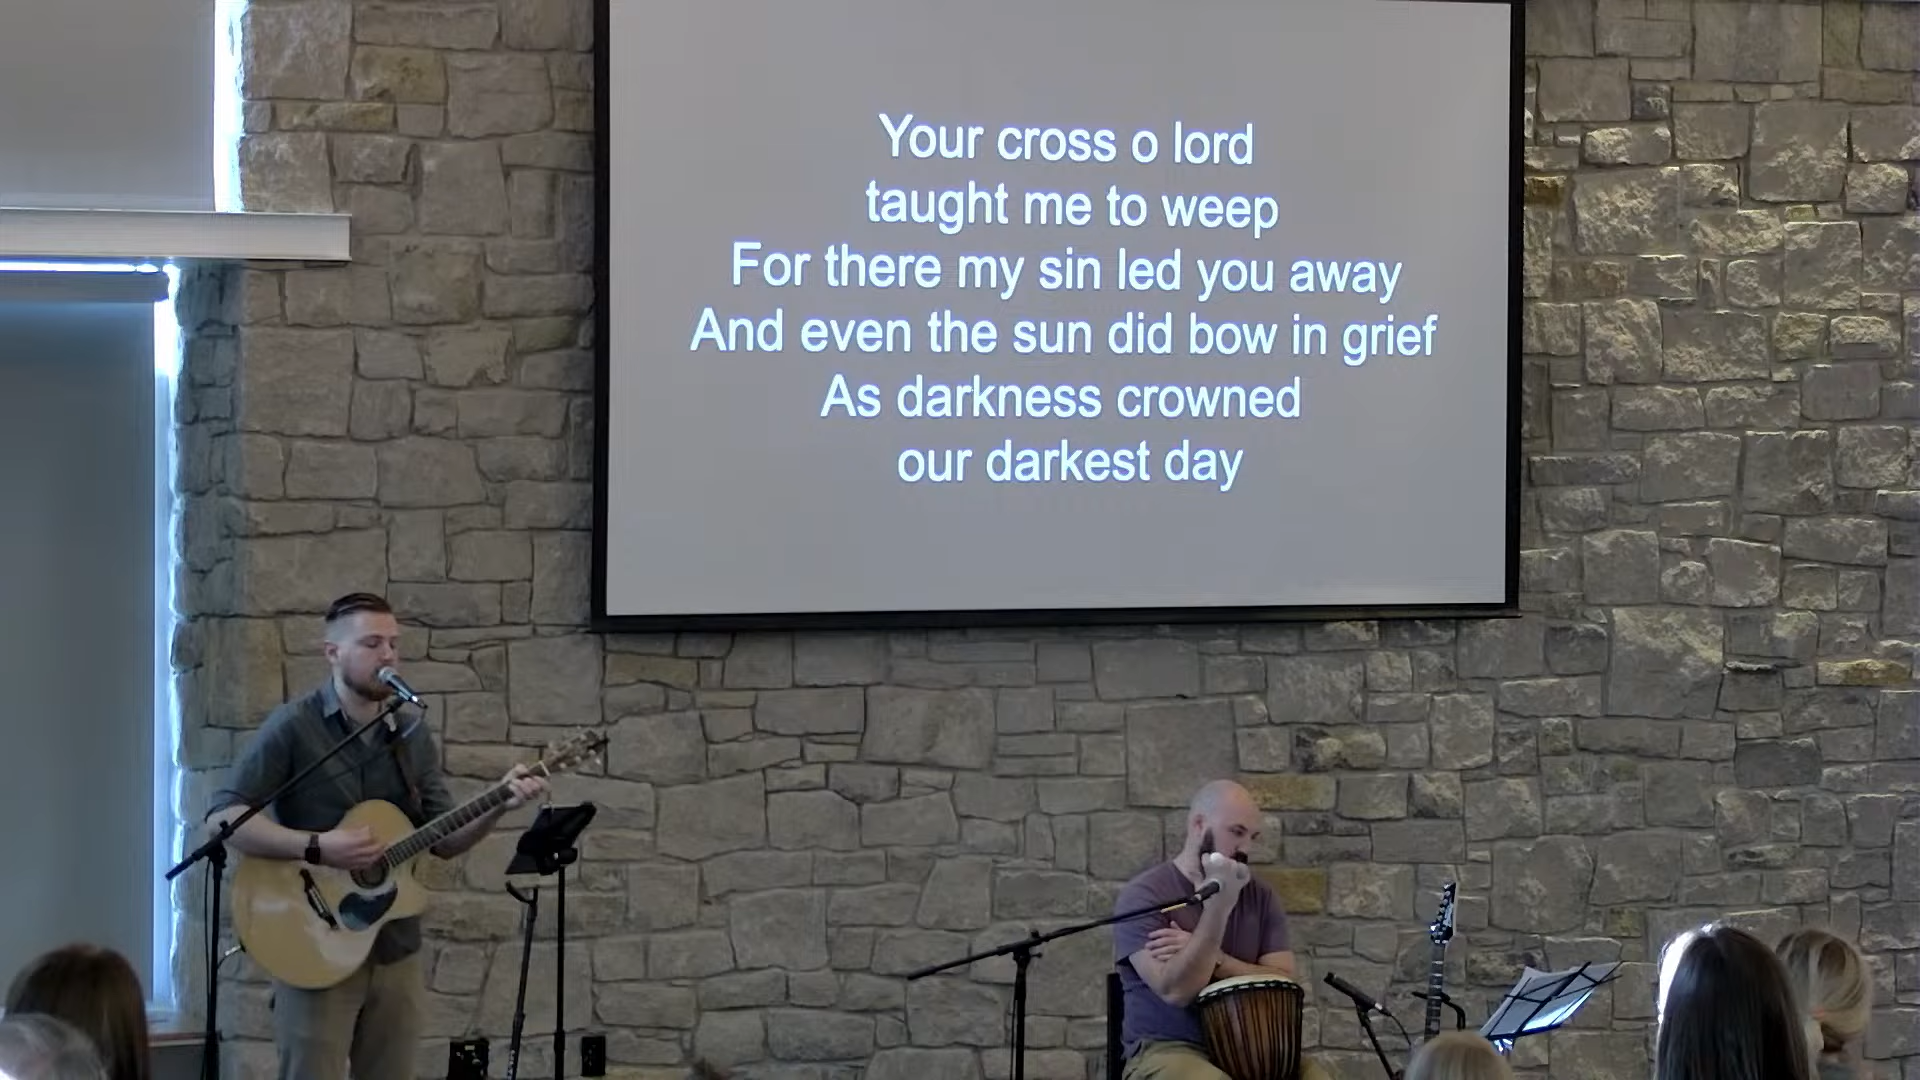 Your cross o lord
taught me to weep
For there my sin led you away
And even the sun did bow in grief
As darkness crowned
our darkest day